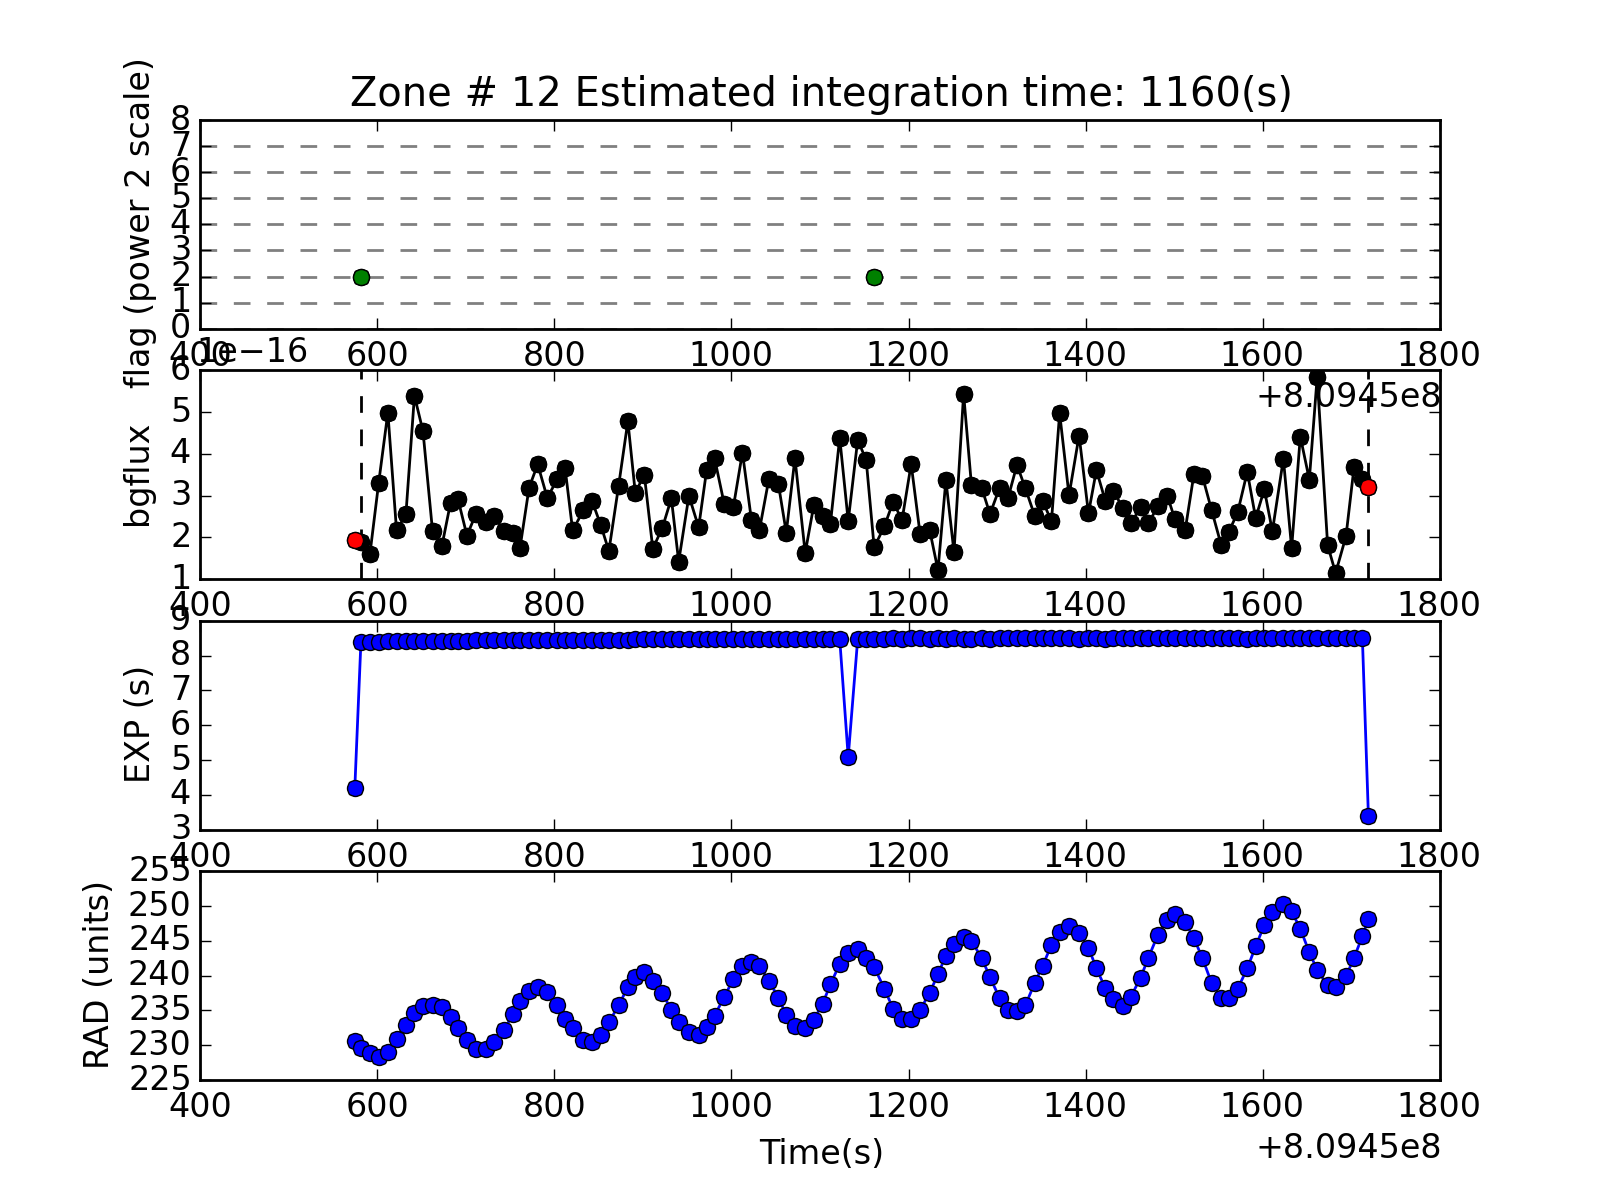 Zone # 12 Estimated integration time: 1160(s)
flag (power 2 scale)
8
7
6
5
4
3
2
1
0
400 600 800 1000 1200 1400 1600 1800
+8.0945e8
1e−16
bgflux
6
5
4
3
2
1
400 600 800 1000 1200 1400 1600 1800
EXP (s)
9
8
7
6
5
4
3
400 600 800 1000 1200 1400 1600 1800
RAD (units)
255
250
245
240
235
230
225
400 600 800 1000 1200 1400 1600 1800
Time(s)
+8.0945e8